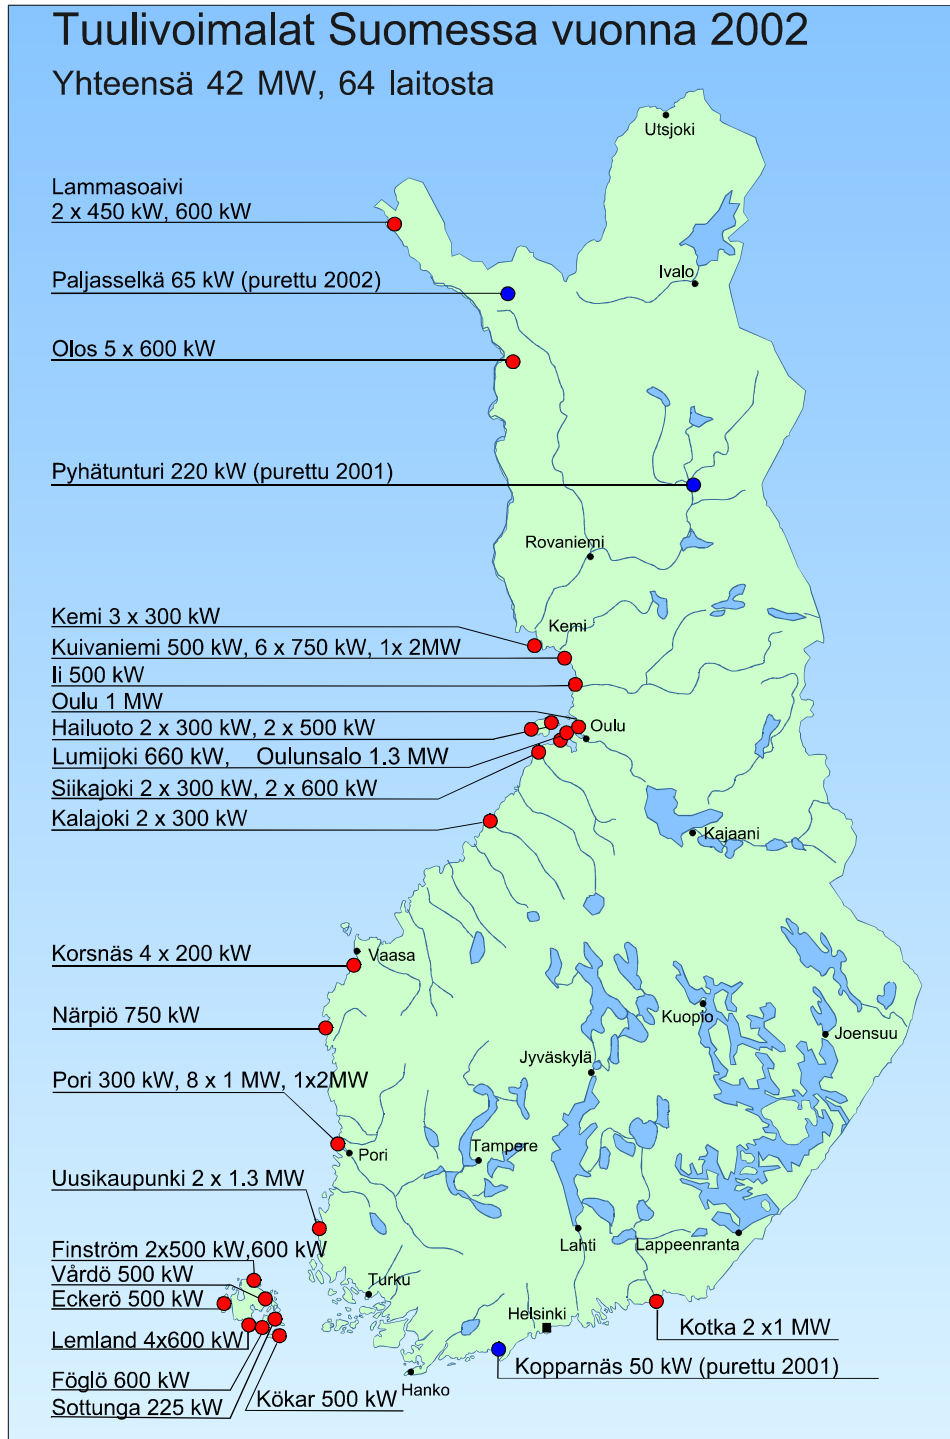 Tuulivoimalat Suomessa vuonna 2002
Yhteensä 42 MW, 64 laitosta
Utsjoki
Lammasoaivi
2 x 450 kW, 600 kW
Ivalo
Paljasselkä 65 kW (purettu 2002)
Olos 5 x 600 kW
Pyhätunturi 220 kW (purettu 2001)
Rovaniemi
Kemi 3 x 300 kW
Kemi
Kuivaniemi 500 kW, 6 x 750 kW, 1x 2MW
Ii 500 kW
Oulu 1 MW
Hailuoto 2 x 300 kW, 2 x 500 kW
Oulu
Lumijoki 660 kW, Oulunsalo 1.3 MW
Siikajoki 2 x 300 kW, 2 x 600 kW
Kalajoki 2 x 300 kW
Kajaani
Korsnäs 4 x 200 kW
Vaasa
Närpiö 750 kW
Kuopio
Joensuu
Jyväskylä
Pori 300 kW, 8 x 1 MW, 1x2MW
Pori
Tampere
Uusikaupunki 2 x 1.3 MW
Lahti
Lappeenranta
Finström 2x500 kW,600 kW
Vårdö 500 kW
Turku
Eckerö 500 kW
Helsinki
Lemland 4x600 kW
Kotka 2 x1 MW
Föglö 600 kW
Kopparnäs 50 kW (purettu 2001)
Hanko
Sottunga 225 kW
Kökar 500 kW